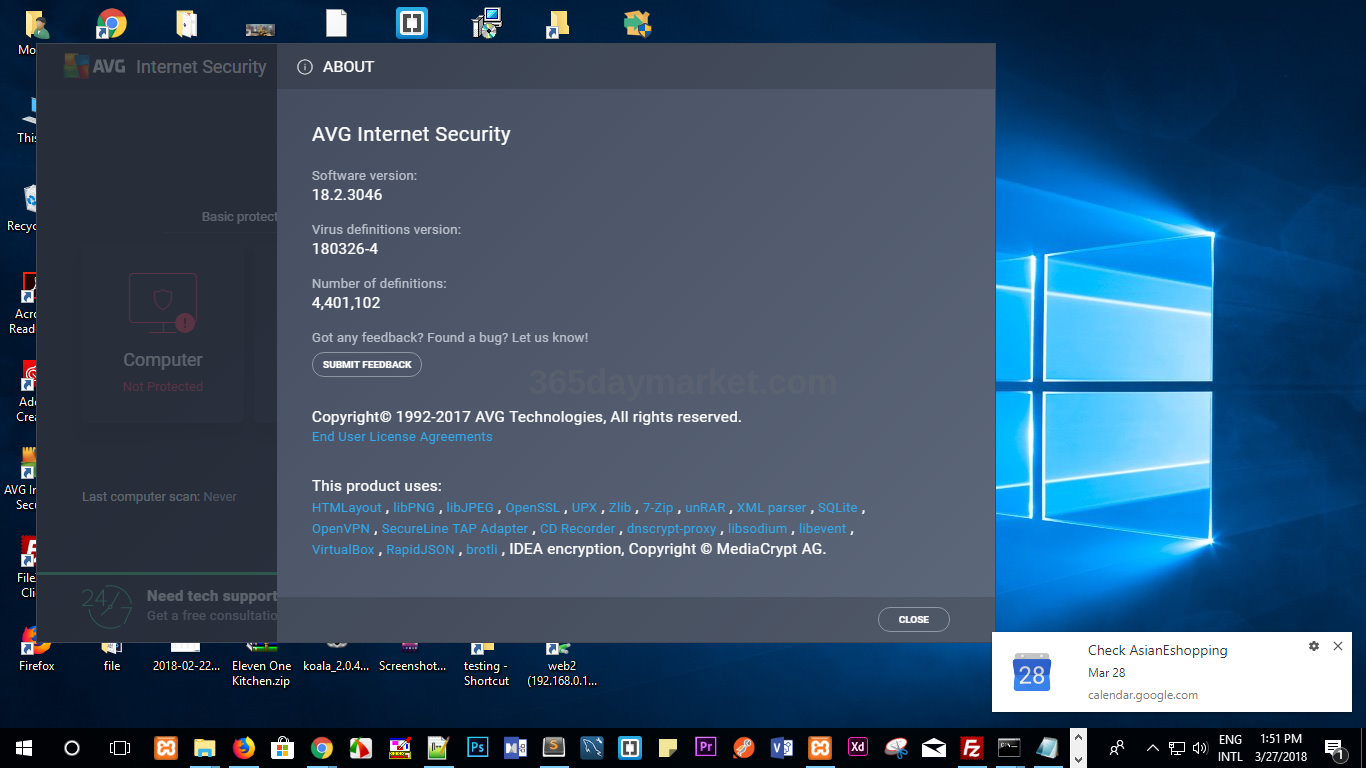 AVG Internet Security
ABOUT
AVG Internet Security
Software version:
18.2.3046
Virus definitions version:
180326-4
Number of definitions:
4,401,102
Got any feedback? Found a bug? Let us know!
SUBMIT FEEDBACK
365daymarket.com
Copyright© 1992-2017 AVG Technologies, All rights reserved.
End User License Agreements
This product uses:
HTMLayout , libPNG , libJPEG , OpenSSL , UPX , Zlib , 7-Zip , unRAR , XML parser , SQLite ,
OpenVPN , SecureLine TAP Adapter , CD Recorder , dnscrypt-proxy , libsodium , libevent ,
VirtualBox , RapidJSON , brotli , IDEA encryption, Copyright © MediaCrypt AG.
CLOSE
Basic protect
Computer
Not Protected
Last computer scan: Never
24/7
Need tech support
Get a free consultatio
Mo
This
Recyc
Acro
Read
Ado
Crea
AVG In
Secu
File
Cli
Firefox
file
2018-02-22...
Eleven One
Kitchen.zip
koala_2.0.4...
Screenshot...
testing -
Shortcut
web2
(192.168.0.1...
28
Check AsianEshopping
Mar 28
calendar.google.com
Ps
Pr
Xd
Fz
ENG
INTL
1:51 PM
3/27/2018
1